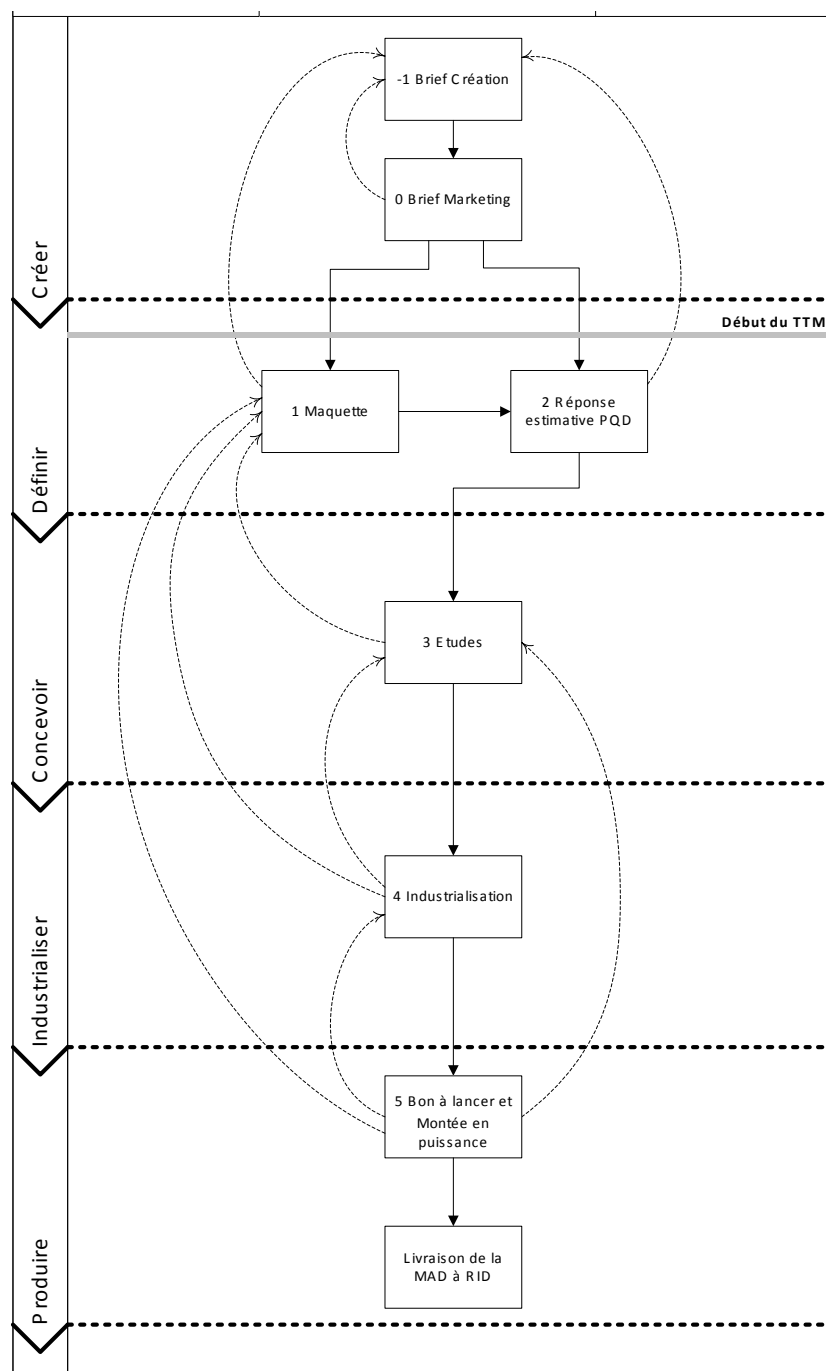 -1 Brief Création
0 Brief Marketing
Créer
Début du TTM
1 Maquette
2 Réponse
estimative PQD
Définir
3 Etudes
Concevoir
4 Industrialisation
Industrialiser
5 Bon à lancer et
Montée en
puissance
Livraison de la
MAD à RID
Produire